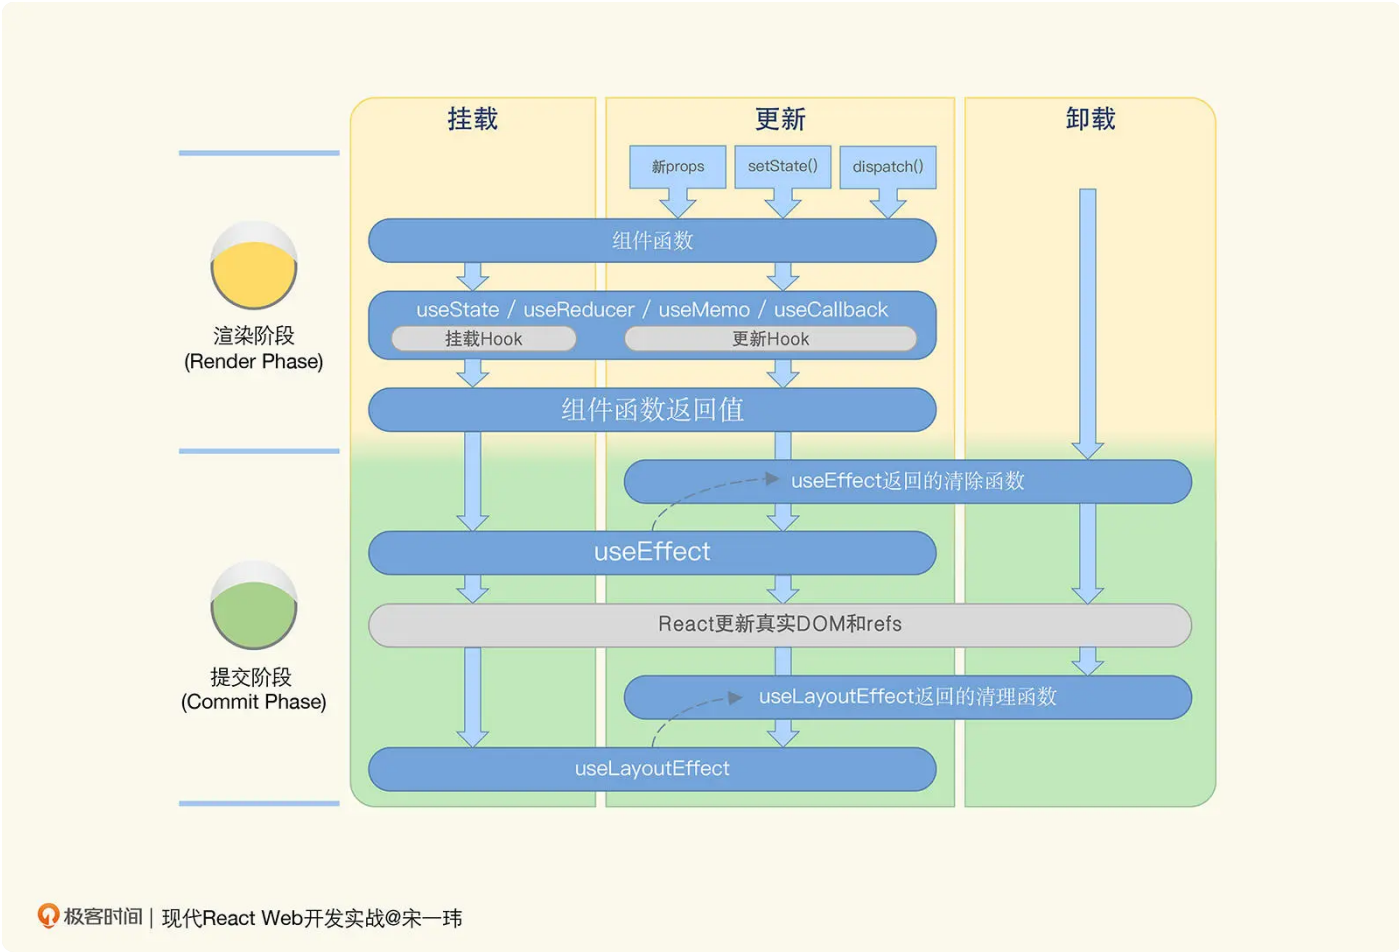 挂载
更新
卸载
新props
setState()
dispatch()
组件函数
useState / useReducer / useMemo / useCallback
挂载Hook
更新Hook
渲染阶段
(Render Phase)
组件函数返回值
useEffect返回的清除函数
useEffect
React更新真实DOM和refs
提交阶段
(Commit Phase)
useLayoutEffect返回的清理函数
useLayoutEffect
极客时间 | 现代React Web开发实战@宋一玮